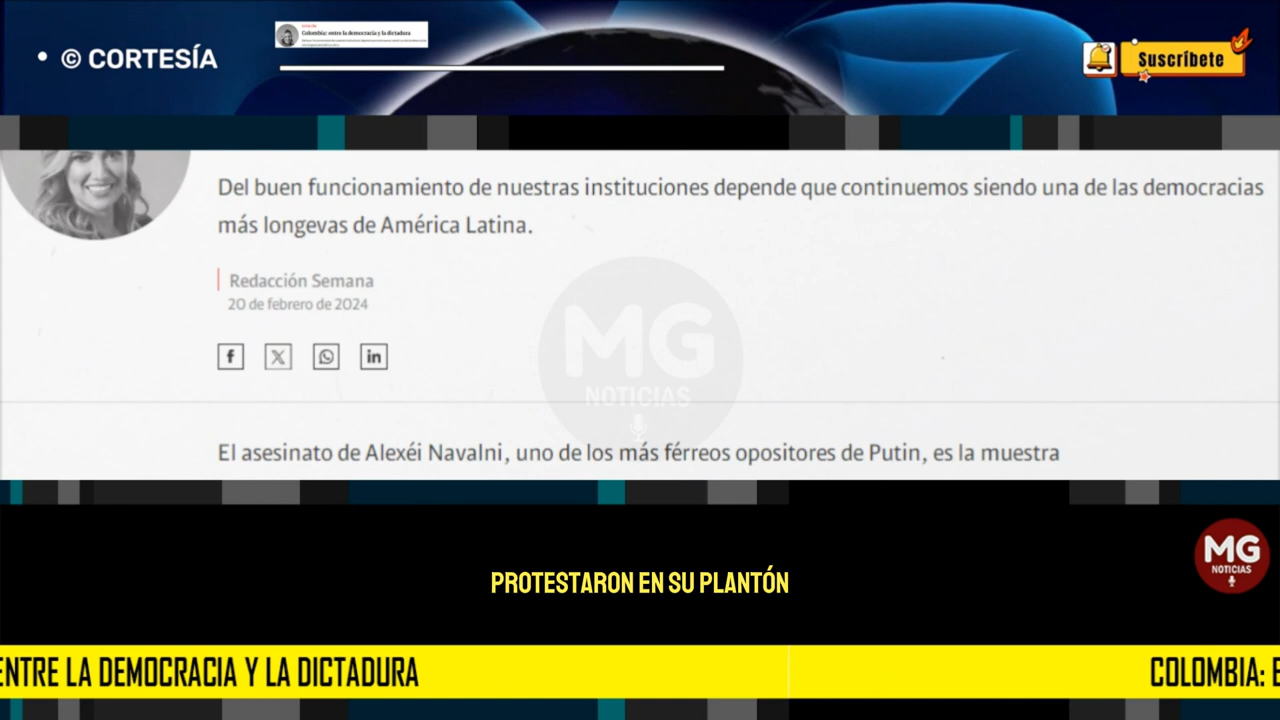 © CORTESÍA
Colombia: entre la democracia y la dictadura
Suscríbete
Del buen funcionamiento de nuestras instituciones depende que continuemos siendo una de las democracias
más longevas de América Latina.
Redacción Semana
20 de febrero de 2024
MG
NOTICIAS
El asesinato de Alexéi Navalni, uno de los más férreos opositores de Putin, es la muestra
MG
NOTICIAS
PROTESTARON EN SU PLANTÓN
ENTRE LA DEMOCRACIA Y LA DICTADURA
COLOMBIA: E